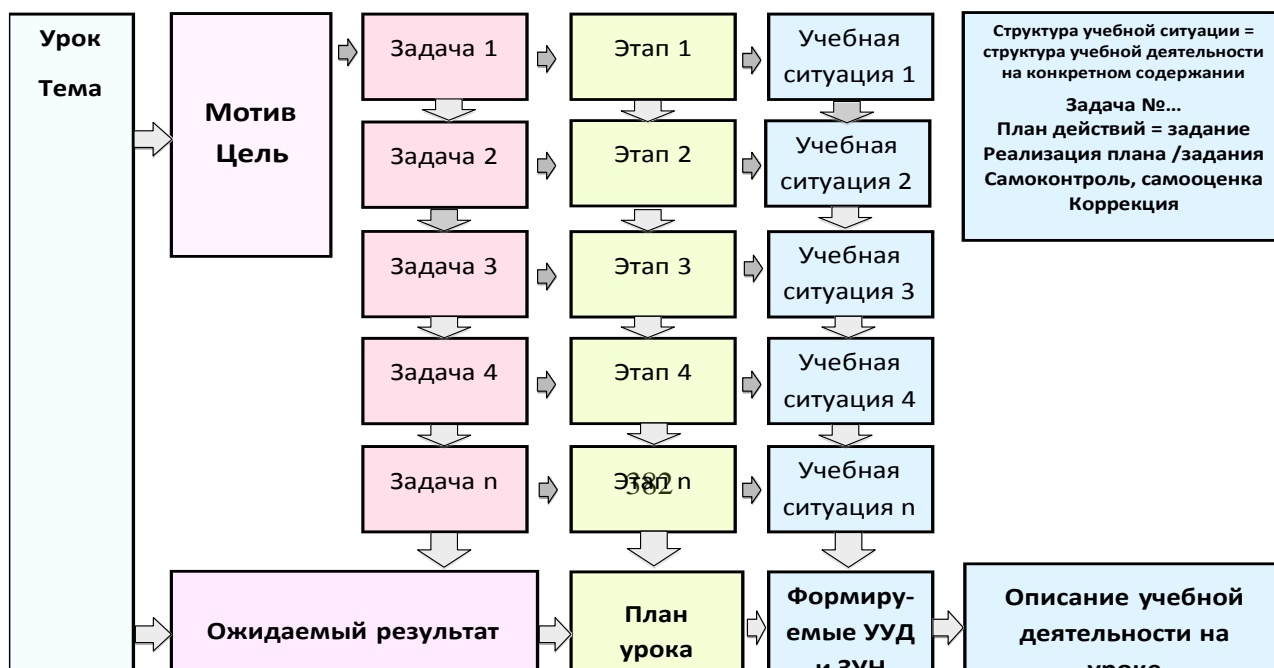 Урок
Тема
Мотив
Цель
Задача 1
Этап 1
Учебная
ситуация 1
Структура учебной ситуации =
структура учебной деятельности
на конкретном содержании
Задача №...
План действий = задание
Реализация плана /задания
Самоконтроль, самооценка
Коррекция
Задача 2
Этап 2
Учебная
ситуация 2
Задача 3
Этап 3
Учебная
ситуация 3
Задача 4
Этап 4
Учебная
ситуация 4
Задача n
Этап n
382
Учебная
ситуация n
Ожидаемый результат
План
урока
Формиру-
емые УУД
и ЗУН
Описание учебной
деятельности на
уроке